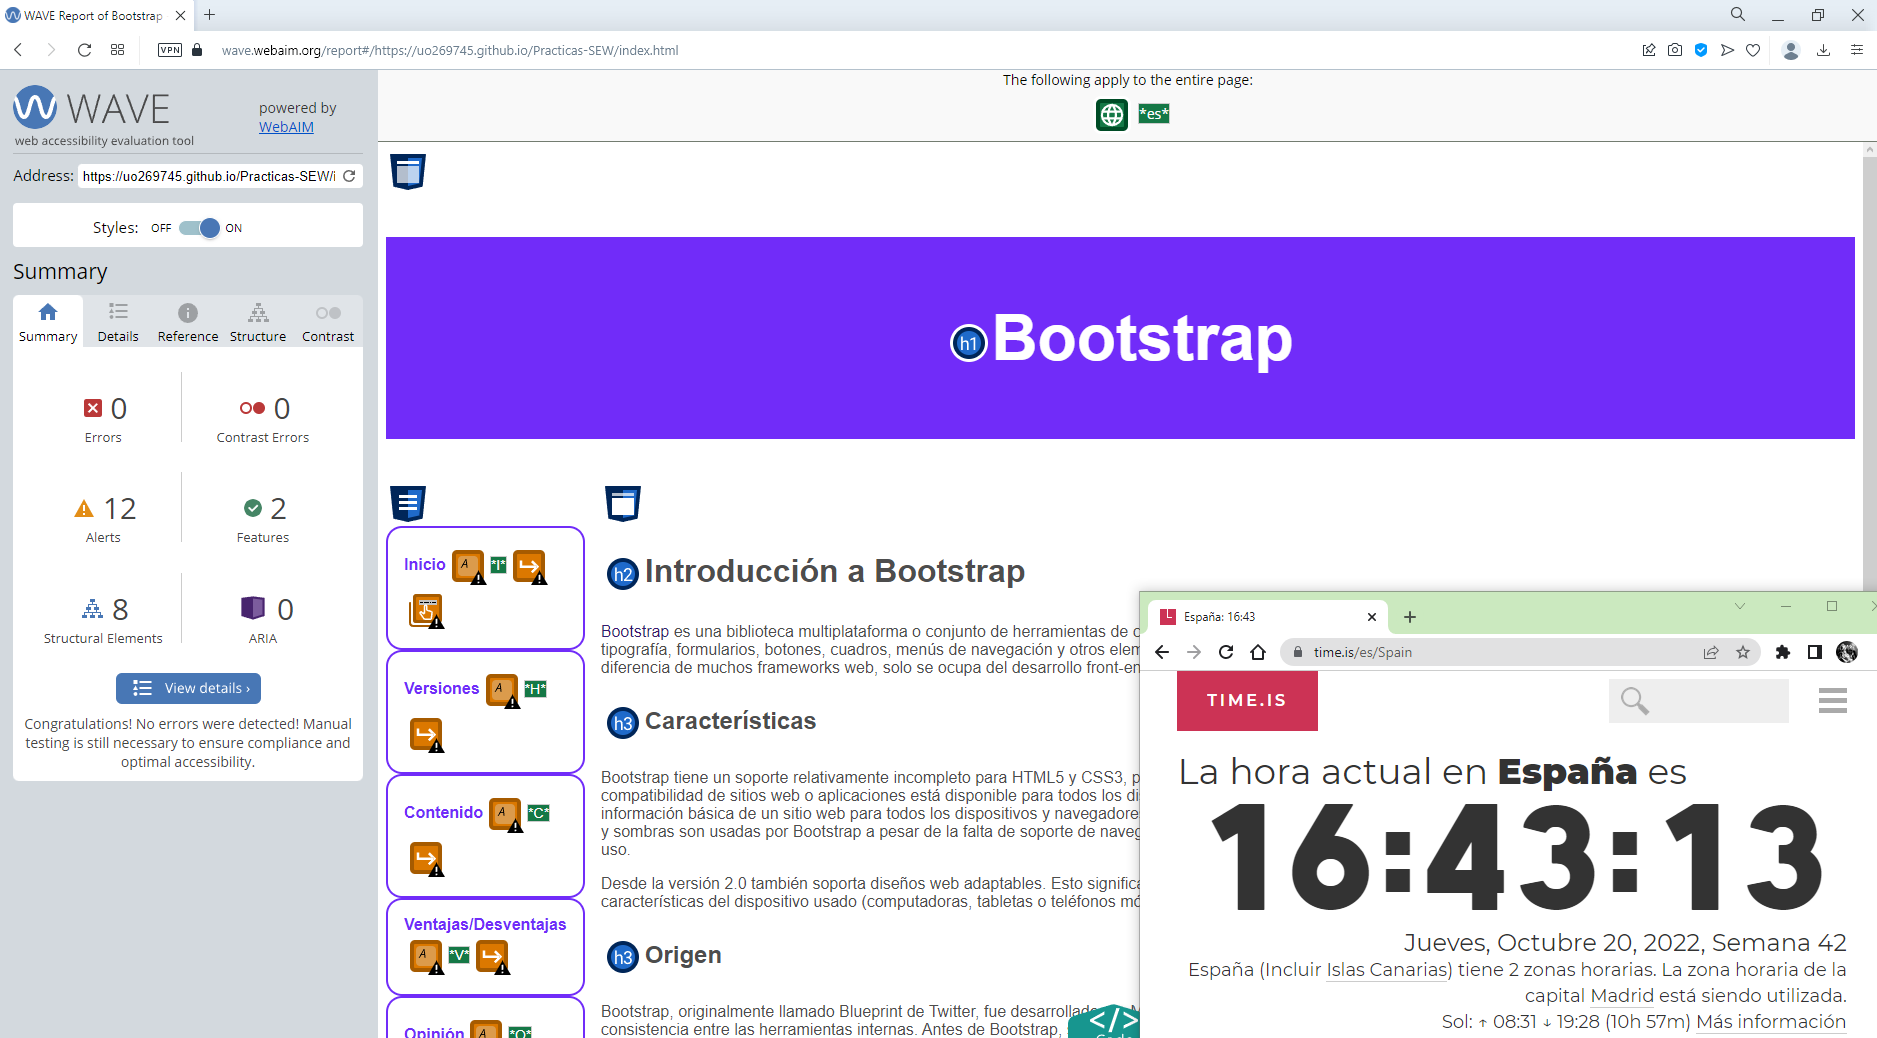 WAVE Report of Bootstrap
VPN
wave.webaim.org/report#/https://uo269745.github.io/Practicas-SEW/index.html
WAVE
web accessibility evaluation tool
powered by
WebAIM
Address: https://uo269745.github.io/Practicas-SEW/i
Styles: OFF ON
Summary
Summary Details Reference Structure Contrast
0
Errors
0
Contrast Errors
12
Alerts
2
Features
8
Structural Elements
0
ARIA
View details ›
Congratulations! No errors were detected! Manual
testing is still necessary to ensure compliance and
optimal accessibility.
The following apply to the entire page:
*es*
h1 Bootstrap
Inicio A *I*
Versiones A *H*
Contenido A *C*
Ventajas/Desventajas
A *V*
Opinión A *O*
h2 Introducción a Bootstrap
Bootstrap es una biblioteca multiplataforma o conjunto de herramientas de
tipografía, formularios, botones, cuadros, menús de navegación y otros elem
diferencia de muchos frameworks web, solo se ocupa del desarrollo front-en
h3 Características
Bootstrap tiene un soporte relativamente incompleto para HTML5 y CSS3, p
compatibilidad de sitios web o aplicaciones está disponible para todos los di
información básica de un sitio web para todos los dispositivos y navegadore
y sombras son usadas por Bootstrap a pesar de la falta de soporte de naveg
uso.
Desde la versión 2.0 también soporta diseños web adaptables. Esto significa
características del dispositivo usado (computadoras, tabletas o teléfonos mó
h3 Origen
Bootstrap, originalmente llamado Blueprint de Twitter, fue desarrollado
consistencia entre las herramientas internas. Antes de Bootstrap,
</>
Code
España: 16:43
time.is/es/Spain
TIME.IS
La hora actual en España es
16:43:13
Jueves, Octubre 20, 2022, Semana 42
España (Incluir Islas Canarias) tiene 2 zonas horarias. La zona horaria de la
capital Madrid está siendo utilizada.
Sol: ↑ 08:31 ↓ 19:28 (10h 57m) Más información